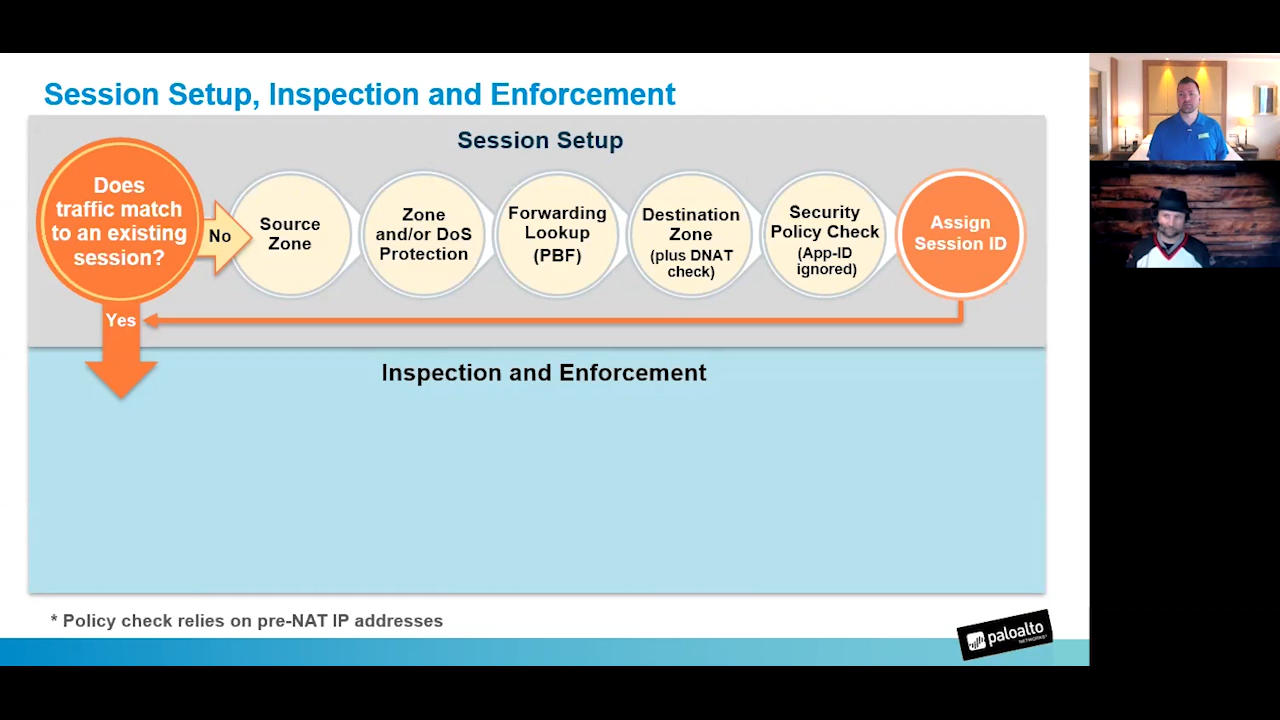 Session Setup, Inspection and Enforcement
Session Setup
Does
traffic match
to an existing
session?
No
Source
Zone
Zone
and/or DoS
Protection
Forwarding
Lookup
(PBF)
Destination
Zone
(plus DNAT
check)
Security
Policy Check
(App-ID
ignored)
Assign
Session ID
Yes
Inspection and Enforcement
* Policy check relies on pre-NAT IP addresses
paloalto
NETWORKS